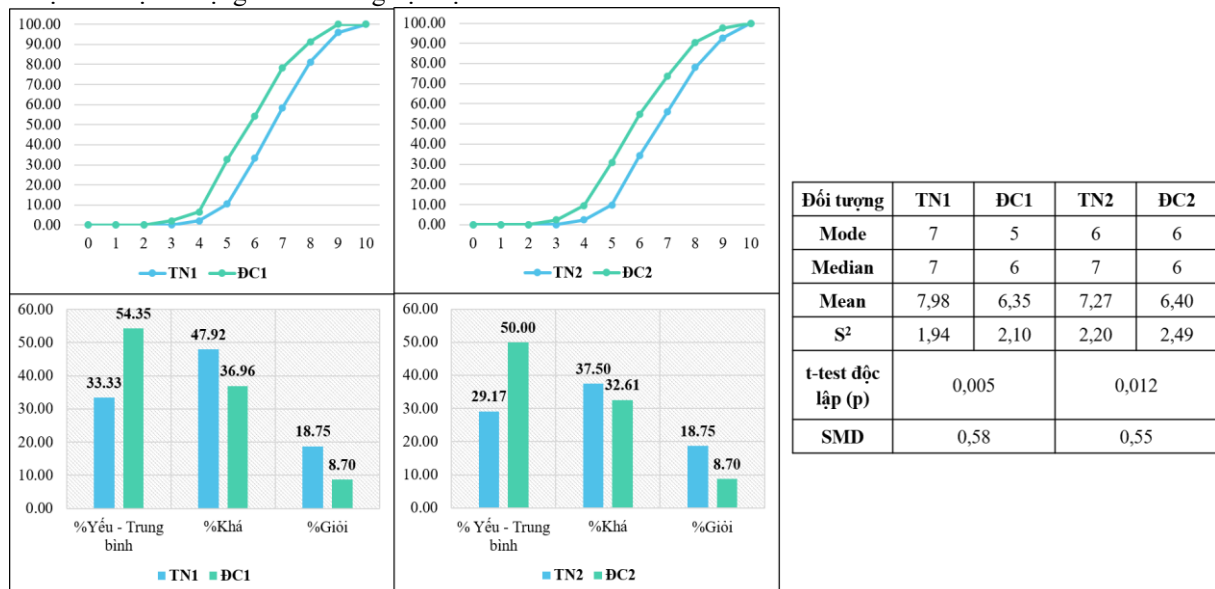 100.00
90.00
80.00
70.00
60.00
50.00
40.00
30.00
20.00
10.00
0.00
0 1 2 3 4 5 6 7 8 9 10
TN1 ĐC1
100.00
90.00
80.00
70.00
60.00
50.00
40.00
30.00
20.00
10.00
0.00
0 1 2 3 4 5 6 7 8 9 10
TN2 ĐC2
60.00
50.00
40.00
30.00
20.00
10.00
0.00
33.33 54.35 47.92 36.96 18.75 8.70
%Yếu - Trung %Khá %Giỏi
bình
TN1 ĐC1
60.00
50.00
40.00
30.00
20.00
10.00
0.00
29.17 50.00 37.50 32.61 18.75 8.70
% Yếu - Trung %Khá %Giỏi
bình
TN2 ĐC2
Đối tượng TN1 ĐC1 TN2 ĐC2
Mode 7 5 6 6
Median 7 6 7 6
Mean 7,98 6,35 7,27 6,40
S² 1,94 2,10 2,20 2,49
t-test độc
lập (p) 0,005 0,012
SMD 0,58 0,55